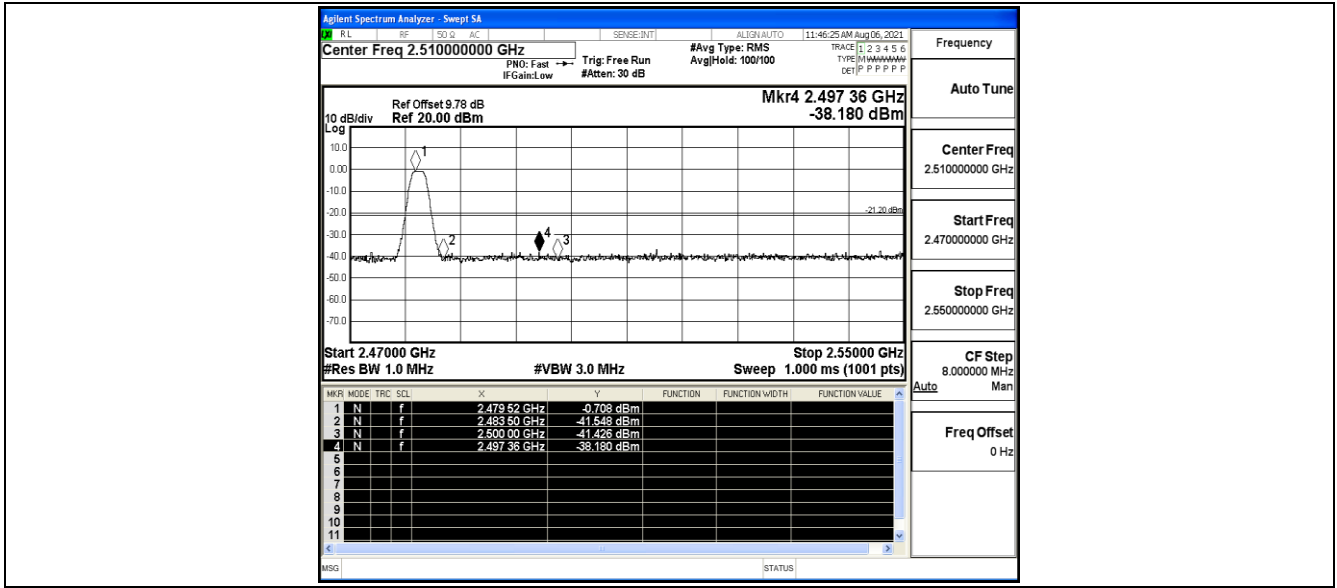 Agilent Spectrum Analyzer - Swept SA
RL RF 50 Ω AC SENSE:INT ALIGNAUTO 11:46:25 AM Aug 06, 2021
Center Freq 2.510000000 GHz
PNO: Fast
IFGain:Low
Trig: Free Run
#Atten: 30 dB
#Avg Type: RMS
Avg|Hold: 100/100
TRACE 1 2 3 4 5 6
TYPE
DET P P P P P P
Mkr4 2.497 36 GHz
-38.180 dBm
Ref Offset 9.78 dB
10 dB/div Ref 20.00 dBm
Log
10.0
0.00
-10.0
-20.0
-30.0
-40.0
-50.0
-60.0
-70.0
1
2
4
3
-21.20 dBm
Start 2.47000 GHz Stop 2.55000 GHz
#Res BW 1.0 MHz #VBW 3.0 MHz Sweep 1.000 ms (1001 pts)
MKR MODE TRC SCL X Y FUNCTION FUNCTION WIDTH FUNCTION VALUE
1 N f 2.479 52 GHz -0.708 dBm
2 N f 2.483 50 GHz -41.548 dBm
3 N f 2.500 00 GHz -41.426 dBm
4 N f 2.497 36 GHz -38.180 dBm
5
6
7
8
9
10
11
MSG STATUS
Frequency
Auto Tune
Center Freq
2.510000000 GHz
Start Freq
2.470000000 GHz
Stop Freq
2.550000000 GHz
CF Step
8.000000 MHz
Auto Man
Freq Offset
0 Hz